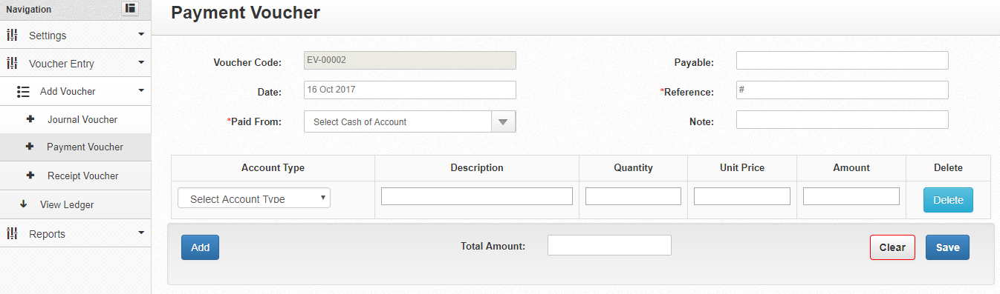 Navigation
Settings
Voucher Entry
Add Voucher
Journal Voucher
Payment Voucher
Receipt Voucher
View Ledger
Reports
Payment Voucher
Voucher Code: EV-00002 Payable:
Date: 16 Oct 2017 *Reference: #
*Paid From: Select Cash of Account Note:
Account Type Description Quantity Unit Price Amount Delete
Select Account Type Delete
Add Total Amount: Clear Save